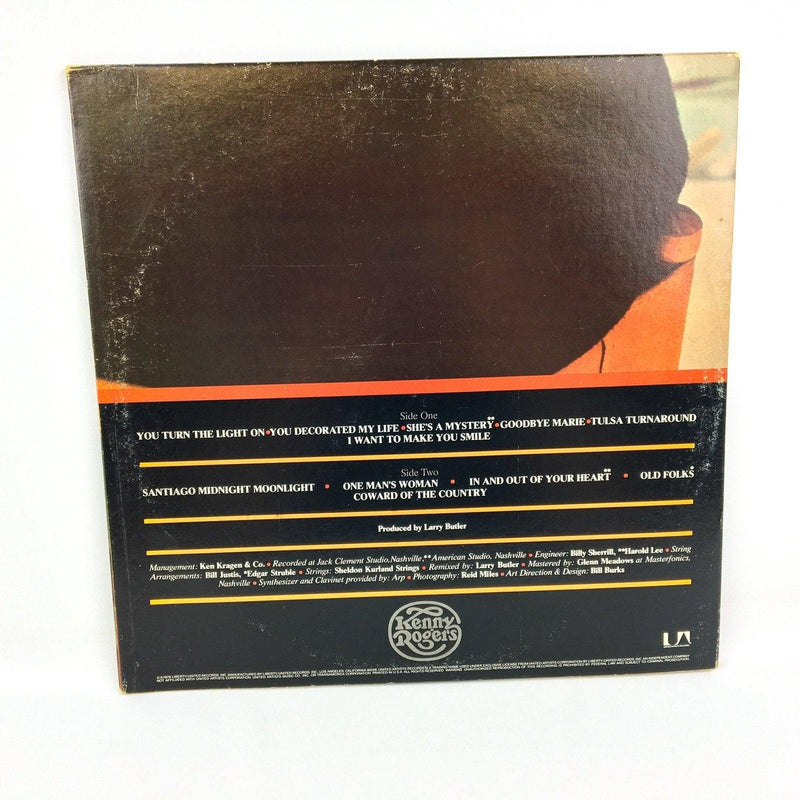 Side One
YOU TURN THE LIGHT ON•YOU DECORATED MY LIFE•SHE'S A MYSTERY**•GOODBYE MARIE•TULSA TURNAROUND
I WANT TO MAKE YOU SMILE
Side Two
SANTIAGO MIDNIGHT MOONLIGHT • ONE MAN'S WOMAN • IN AND OUT OF YOUR HEART** • OLD FOLKS*
COWARD OF THE COUNTRY
Produced by Larry Butler
Management: Ken Kragen & Co. • Recorded at Jack Clement Studio, Nashville, **American Studio, Nashville • Engineer: Billy Sherrill, **Harold Lee • String
Arrangements: Bill Justis, *Edgar Struble • Strings: Sheldon Kurland Strings • Remixed by: Larry Butler • Mastered by: Glenn Meadows at Masterfonics,
Nashville • Synthesizer and Clavinet provided by: Arp • Photography: Reid Miles • Art Direction & Design: Bill Burks
Kenny
Rogers
UA